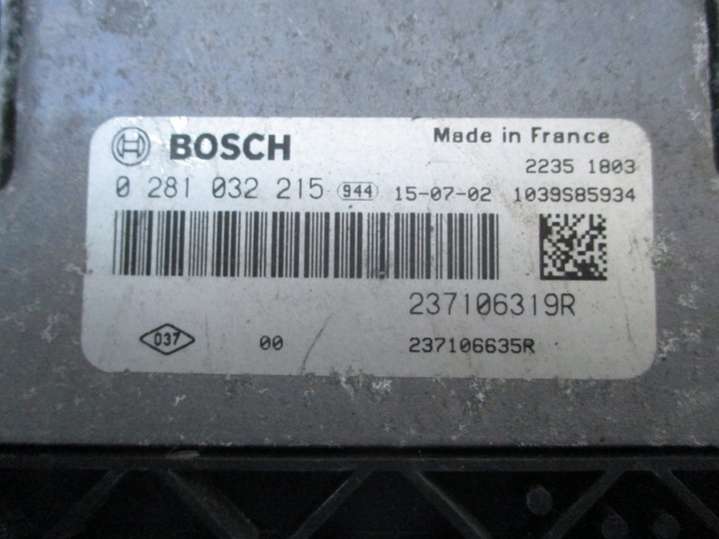 BOSCH
Made in France
2235 1803
0 281 032 215 944 15-07-02 1039S85934
237106319R
037 00 237106635R